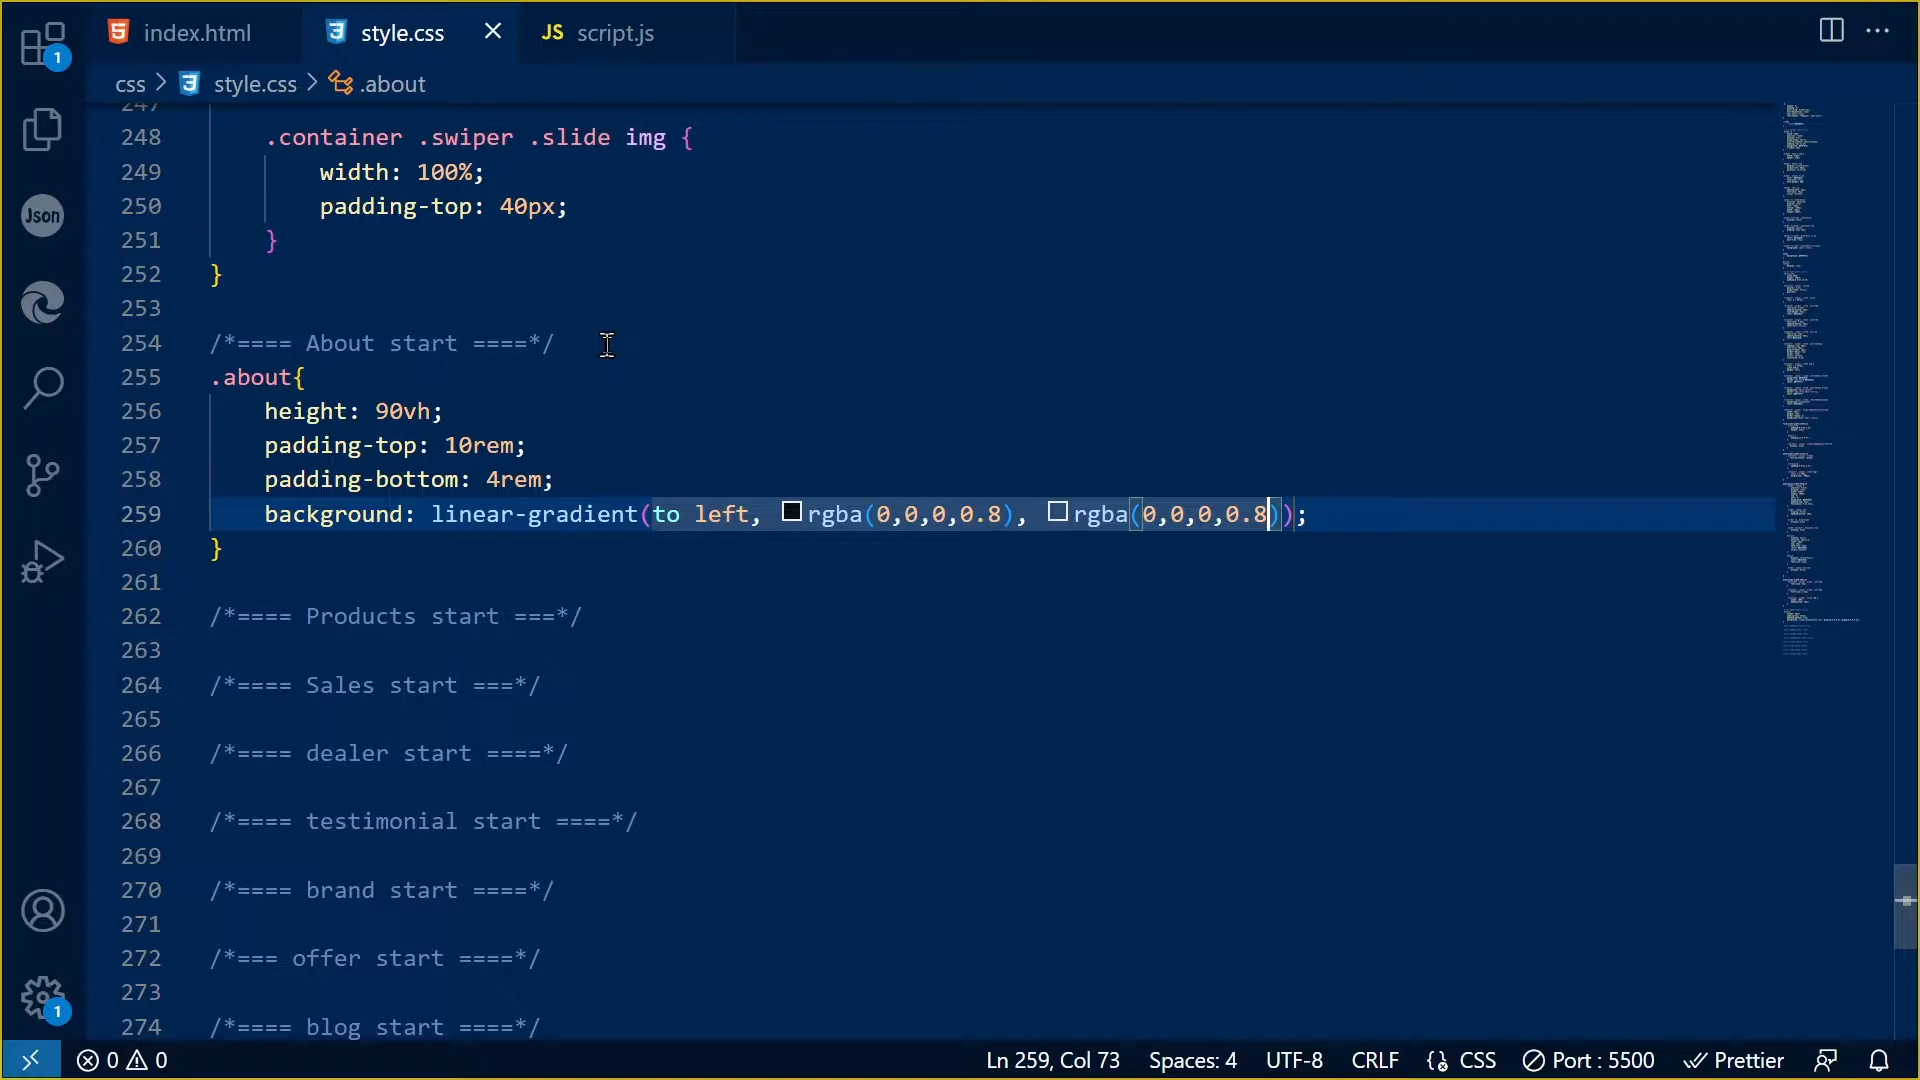 index.html
style.css
JS script.js
css > style.css > .about
247
248 .container .swiper .slide img {
249 width: 100%;
250 padding-top: 40px;
251 }
252 }
253
254 /*==== About start ====*/
255 .about{
256 height: 90vh;
257 padding-top: 10rem;
258 padding-bottom: 4rem;
259 background: linear-gradient(to left, rgba(0,0,0,0.8), rgba(0,0,0,0.8));
260 }
261
262 /*==== Products start ===*/
263
264 /*==== Sales start ===*/
265
266 /*==== dealer start ====*/
267
268 /*==== testimonial start ====*/
269
270 /*==== brand start ====*/
271
272 /*=== offer start ====*/
273
274 /*==== blog start ====*/
1
Json
1
0 0
Ln 259, Col 73 Spaces: 4 UTF-8 CRLF CSS Port : 5500 Prettier